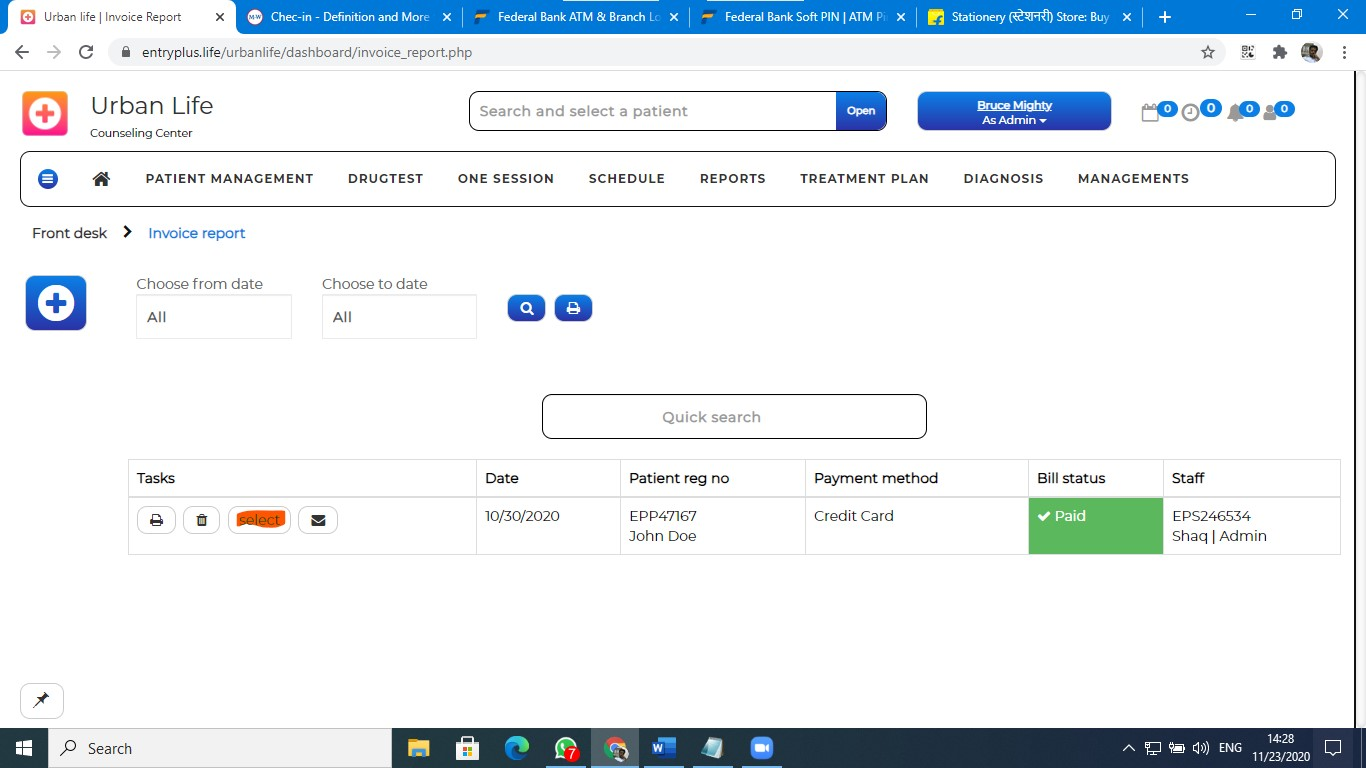 Urban life | Invoice Report
Chec-in - Definition and More
Federal Bank ATM & Branch Lo
Federal Bank Soft PIN | ATM Pi
Stationery (स्टेशनरी) Store: Buy
entryplus.life/urbanlife/dashboard/invoice_report.php
Urban Life
Counseling Center
Search and select a patient
Open
Bruce Mighty
As Admin
0 0 0 0
PATIENT MANAGEMENT DRUGTEST ONE SESSION SCHEDULE REPORTS TREATMENT PLAN DIAGNOSIS MANAGEMENTS
Front desk Invoice report
Choose from date Choose to date
All All
Quick search
Tasks Date Patient reg no Payment method Bill status Staff
select 10/30/2020 EPP47167 Credit Card Paid EPS246534
John Doe Shaq | Admin
Search
7
ENG
14:28
11/23/2020